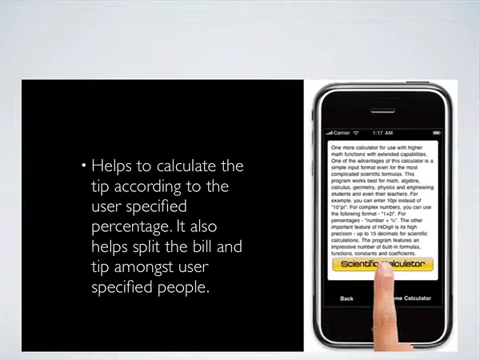 • Helps to calculate the
tip according to the
user specified
percentage. It also
helps split the bill and
tip amongst user
specified people.
Carrier
1:17 AM
One more calculator for use with higher
math functions with extended capabilities.
One of the advantages of this calculator is a
simple input format even for the most
complicated scientific formulas. This
program works best for math, algebra,
calculus, geometry, physics and engineering
students and even their teachers. For
example, you can enter 10pi instead of
"10*pi". For complex numbers, you can use
the following format - "1+2i". For
percentages - "number + %". The other
important feature of HiDigit is its high
precision - up to 15 decimals for scientific
calculations. The program features an
impressive number of built-in formulas,
functions, constants and coefficients.
Scientific Calculator
Back
Calculator